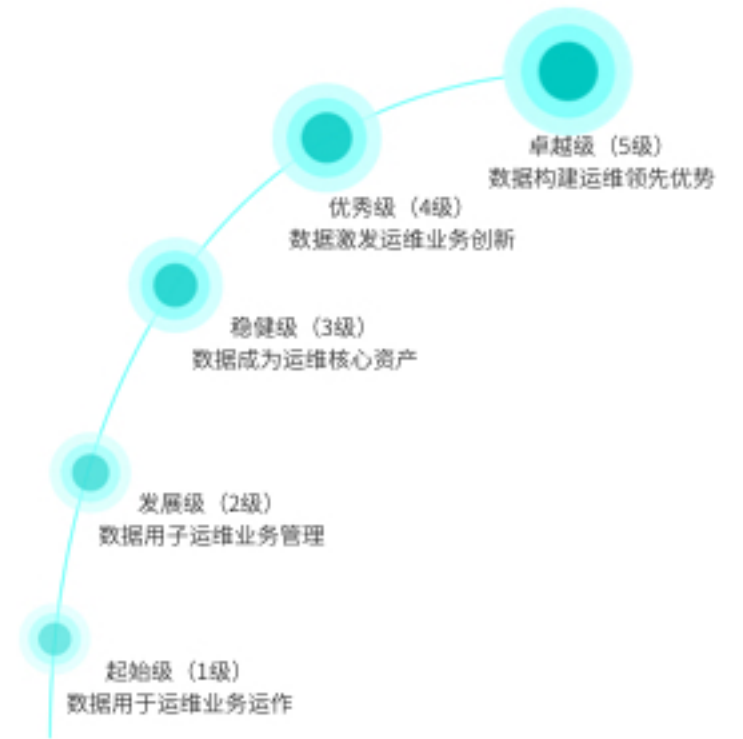 卓越级（5级）
数据构建运维领先优势
优秀级（4级）
数据激发运维业务创新
稳健级（3级）
数据成为运维核心资产
发展级（2级）
数据用子运维业务管理
起始级（1级）
数据用于运维业务运作